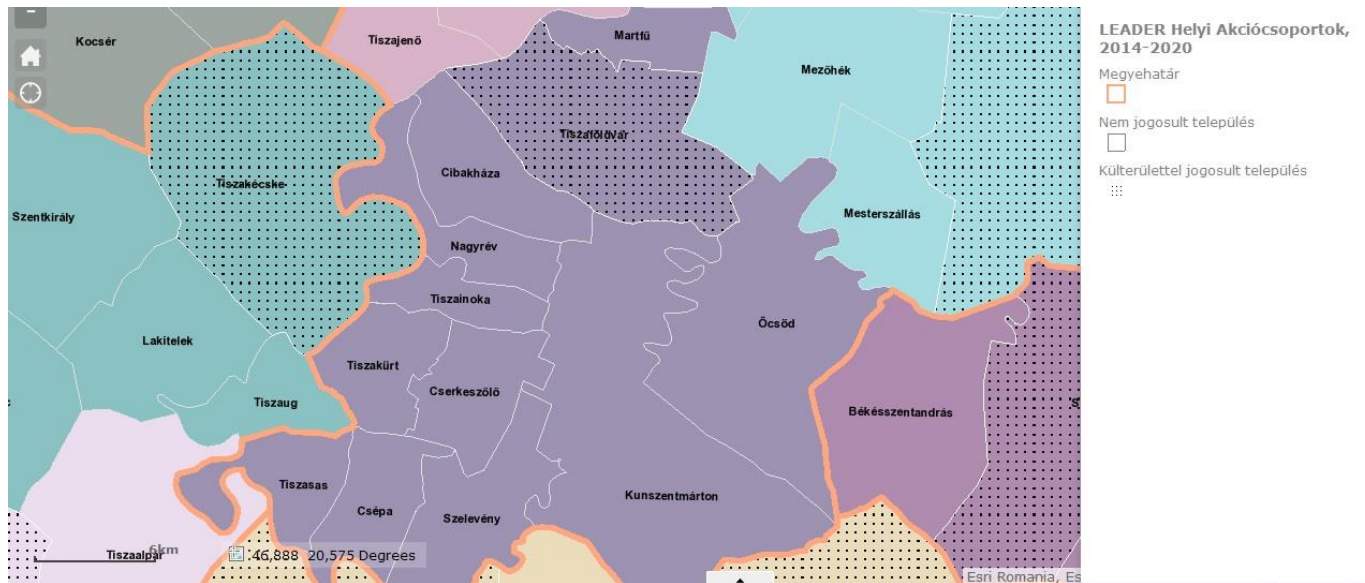 -
Kocsér
Tiszajenő
Martfű
Mezőhék
Tiszaföldvár
Cibakháza
Tiszakécske
Szentkirály
Mesterszállás
Nagyrév
Tiszainoka
Öcsöd
Lakitelek
Tiszakürt
Cserkeszőlő
Tiszaug
Békésszentandrás
Tiszasas
Csépa
Szelevény
Kunszentmárton
Tiszaalpár
6km
46,888 20,575 Degrees
Esri Romania, Es
LEADER Helyi Akciócsoportok,
2014-2020
Megyehatár
Nem jogosult település
Külterülettel jogosult település